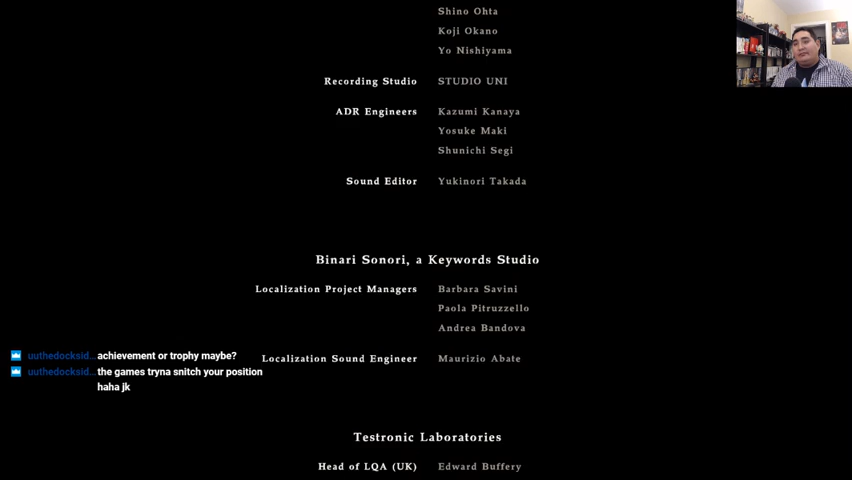 Shino Ohta
Koji Okano
Yo Nishiyama
Recording Studio STUDIO UNI
ADR Engineers Kazumi Kanaya
Yosuke Maki
Shunichi Segi
Sound Editor Yukinori Takada
Binari Sonori, a Keywords Studio
Localization Project Managers Barbara Savini
Paola Pitruzzello
Andrea Bandova
Localization Sound Engineer Maurizio Abate
uuthedocksid... achievement or trophy maybe?
uuthedocksid... the games tryna snitch your position
haha jk
Testronic Laboratories
Head of LQA (UK) Edward Buffery